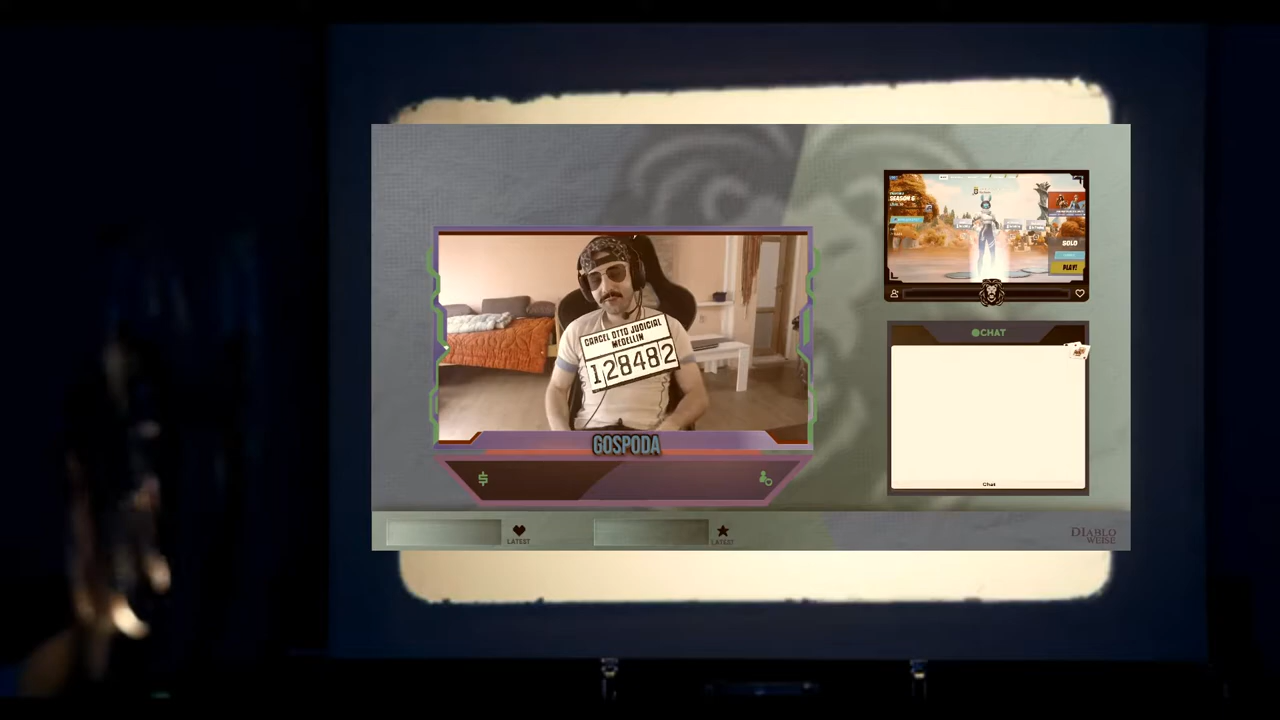 CARCEL OTTO JUDICIAL
MEDELLIN
128482
GOSPODA
$
LATEST
LATEST
SEASON 6
SOLO
PLAY!
CHAT
Chat
DIABLO
WEISE